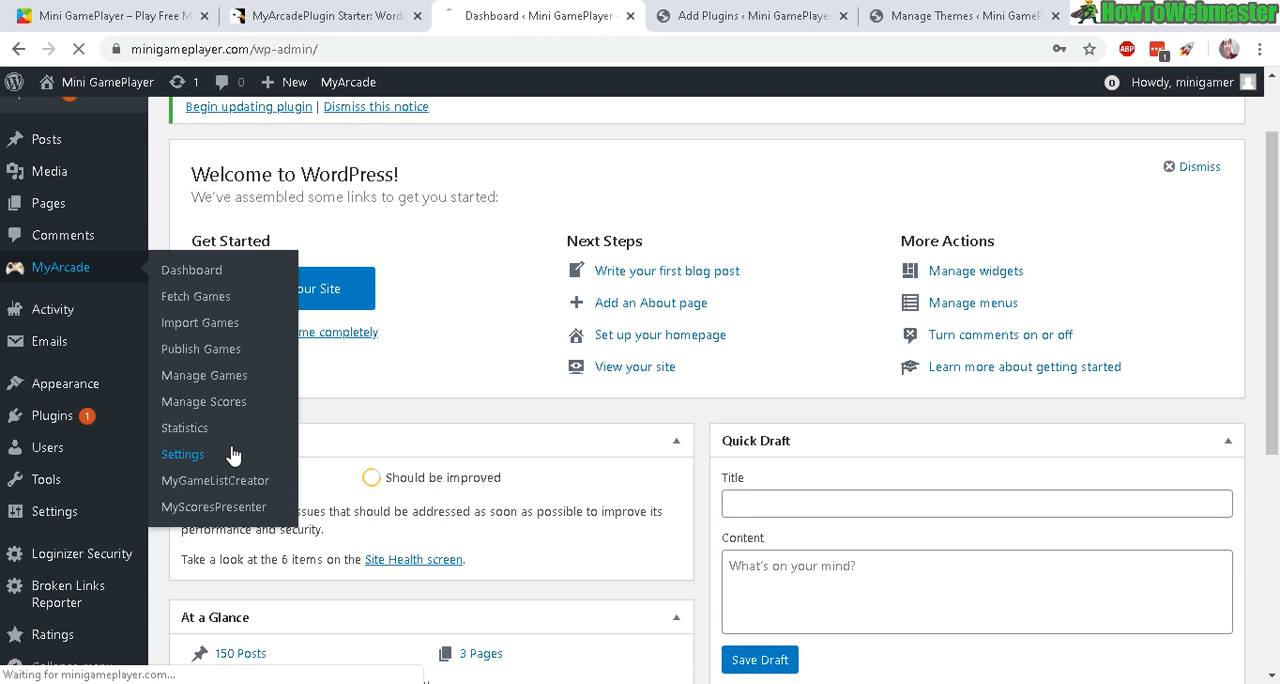 Mini GamePlayer – Play Free M
MyArcadePlugin Starter: Word
Dashboard ‹ Mini GamePlayer –
Add Plugins ‹ Mini GamePlayer
Manage Themes ‹ Mini GameP
HowToWebmaster
minigameplayer.com/wp-admin/
ABP
1
Mini GamePlayer
1
0
New
MyArcade
0
Howdy, minigamer
Begin updating plugin | Dismiss this notice
Posts
Media
Pages
Comments
MyArcade
Activity
Emails
Appearance
Plugins 1
Users
Tools
Settings
Loginizer Security
Broken Links
Reporter
Ratings
Dashboard
Fetch Games
Import Games
Publish Games
Manage Games
Manage Scores
Statistics
Settings
MyGameListCreator
MyScoresPresenter
Welcome to WordPress!
We've assembled some links to get you started:
Dismiss
Get Started
our Site
me completely
Next Steps
Write your first blog post
Add an About page
Set up your homepage
View your site
More Actions
Manage widgets
Manage menus
Turn comments on or off
Learn more about getting started
Should be improved
ssues that should be addressed as soon as possible to improve its
performance and security.
Take a look at the 6 items on the Site Health screen.
At a Glance
150 Posts
3 Pages
Quick Draft
Title
Content
What's on your mind?
Save Draft
Waiting for minigameplayer.com...